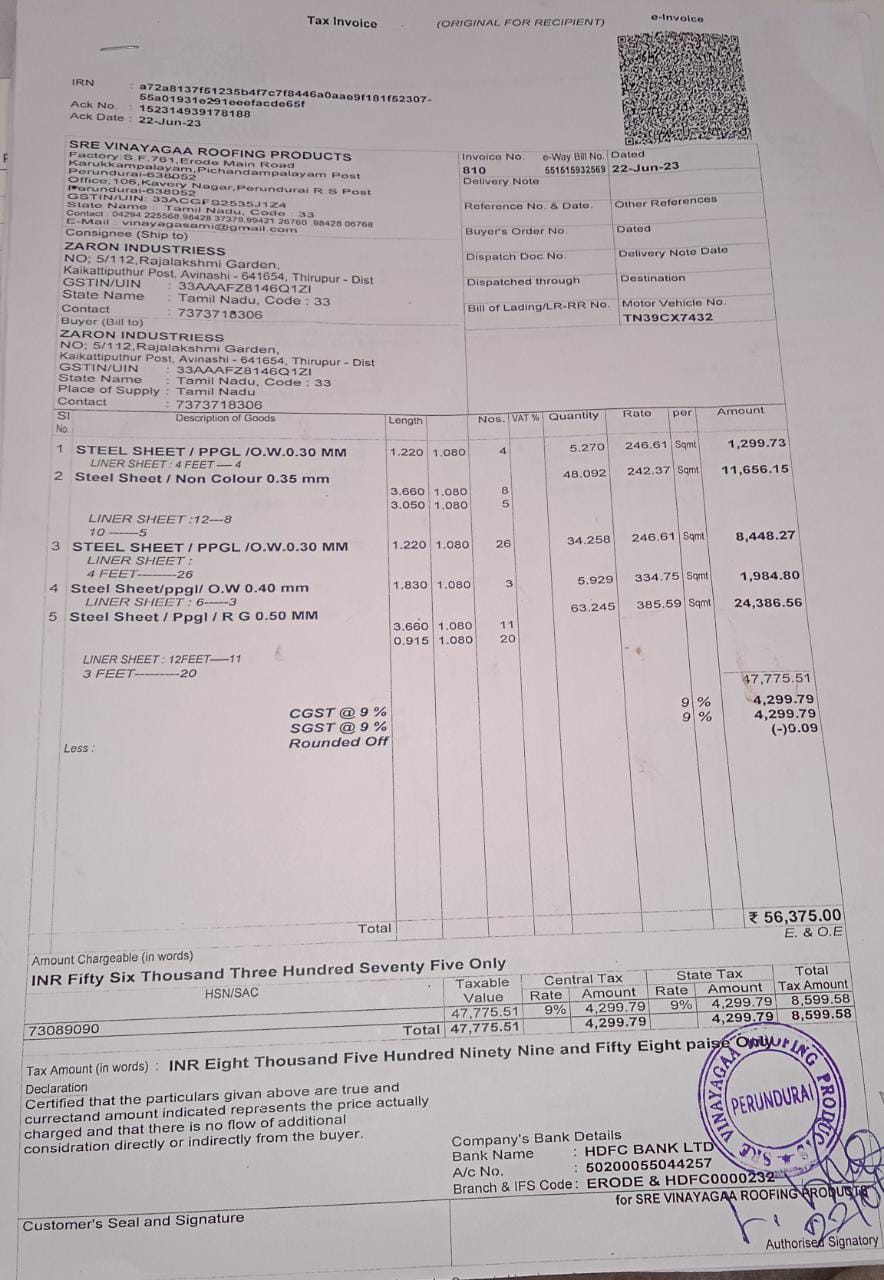 Tax Invoice (ORIGINAL FOR RECIPIENT) e-Invoice
IRN : a72a8137f51235b4f7c7f8446a0aae9f181f52307-
55a01931e291eeefacde65f
Ack No. : 152314939178188
Ack Date : 22-Jun-23
SRE VINAYAGAA ROOFING PRODUCTS
Factory:S.F.761,Erode Main Road
Karukkampalayam,Pichandampalayam Post
Perundurai-638052
Office,106,Kavery Nagar,Perundurai R.S Post
Perundurai-638052
GSTIN/UIN: 33ACGFS2535J1Z4
State Name : Tamil Nadu, Code : 33
Contact : 04294 225568,98428 37379,99421 26760 ,98428 06768
E-Mail : vinayagasami@gmail.com
Invoice No. e-Way Bill No. Dated
810 551515932569 22-Jun-23
Delivery Note
Reference No. & Date. Other References
Buyer's Order No. Dated
Dispatch Doc No. Delivery Note Date
Dispatched through Destination
Bill of Lading/LR-RR No. Motor Vehicle No.
TN39CX7432
Consignee (Ship to)
ZARON INDUSTRIESS
NO; 5/112,Rajalakshmi Garden,
Kaikattiputhur Post, Avinashi - 641654, Thirupur - Dist
GSTIN/UIN : 33AAAFZ8146Q1ZI
State Name : Tamil Nadu, Code : 33
Contact : 7373718306
Buyer (Bill to)
ZARON INDUSTRIESS
NO; 5/112,Rajalakshmi Garden,
Kaikattiputhur Post, Avinashi - 641654, Thirupur - Dist
GSTIN/UIN : 33AAAFZ8146Q1ZI
State Name : Tamil Nadu, Code : 33
Place of Supply : Tamil Nadu
Contact : 7373718306
Sl No. Description of Goods Length Nos. VAT % Quantity Rate per Amount
1 STEEL SHEET / PPGL /O.W.0.30 MM 1.220 1.080 4 5.270 246.61 Sqmt 1,299.73
LINER SHEET : 4 FEET ---- 4
2 Steel Sheet / Non Colour 0.35 mm 48.092 242.37 Sqmt 11,656.15
3.660 1.080 8
3.050 1.080 5
LINER SHEET :12---8
10 ------5
3 STEEL SHEET / PPGL /O.W.0.30 MM 1.220 1.080 26 34.258 246.61 Sqmt 8,448.27
LINER SHEET :
4 FEET--------26
4 Steel Sheet/ppgl/ O.W 0.40 mm 1.830 1.080 3 5.929 334.75 Sqmt 1,984.80
LINER SHEET : 6-----3
5 Steel Sheet / Ppgl / R G 0.50 MM 63.245 385.59 Sqmt 24,386.56
3.660 1.080 11
0.915 1.080 20
LINER SHEET : 12FEET----11
3 FEET---------20
47,775.51
CGST @ 9 % 9 % 4,299.79
SGST @ 9 % 9 % 4,299.79
Less : Rounded Off (-)0.09
Total ₹ 56,375.00
E. & O.E
Amount Chargeable (in words)
INR Fifty Six Thousand Three Hundred Seventy Five Only
HSN/SAC Taxable Value Central Tax State Tax Total Tax Amount
Rate Amount Rate Amount
73089090 47,775.51 9% 4,299.79 9% 4,299.79 8,599.58
Total 47,775.51 4,299.79 4,299.79 8,599.58
Tax Amount (in words) : INR Eight Thousand Five Hundred Ninety Nine and Fifty Eight paise Only
Declaration
Certified that the particulars givan above are true and
currectand amount indicated represents the price actually
charged and that there is no flow of additional
considration directly or indirectly from the buyer.
Company's Bank Details
Bank Name : HDFC BANK LTD
A/c No. : 50200055044257
Branch & IFS Code : ERODE & HDFC0000232
for SRE VINAYAGAA ROOFING PRODUCTS
SRE VINAYAGAA
PERUNDURAI
Customer's Seal and Signature
Authorised Signatory